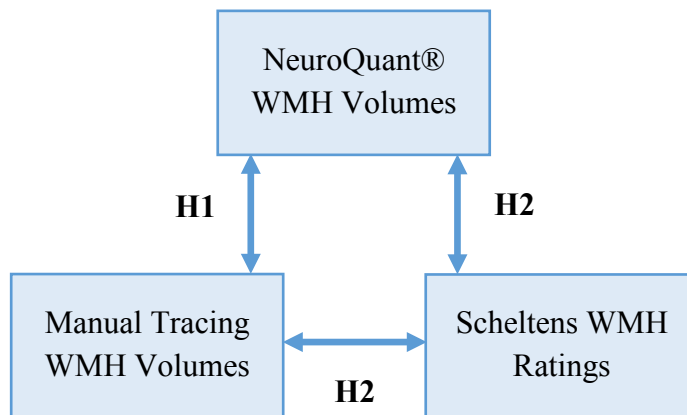 NeuroQuant®
WMH Volumes
H1
H2
Manual Tracing
WMH Volumes
Scheltens WMH
Ratings
H2